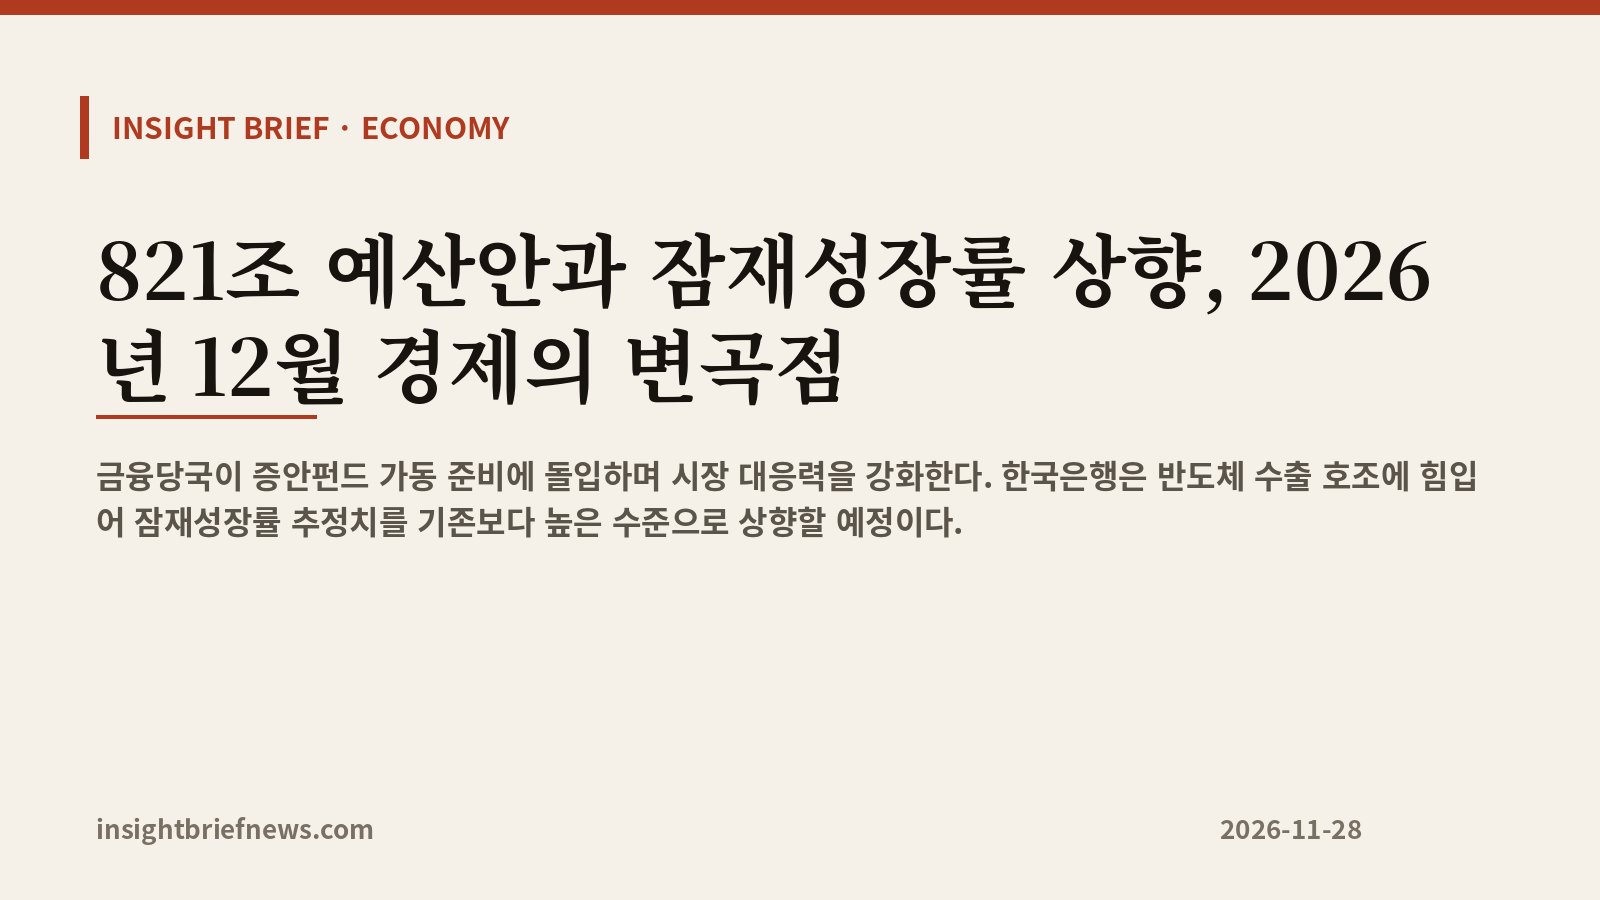 INSIGHT BRIEF · ECONOMY
821조 예산안과 잠재성장률 상향, 2026
년 12월 경제의 변곡점
금융당국이 증안펀드 가동 준비에 돌입하며 시장 대응력을 강화한다. 한국은행은 반도체 수출 호조에 힘입
어 잠재성장률 추정치를 기존보다 높은 수준으로 상향할 예정이다.
insightbriefnews.com
2026-11-28